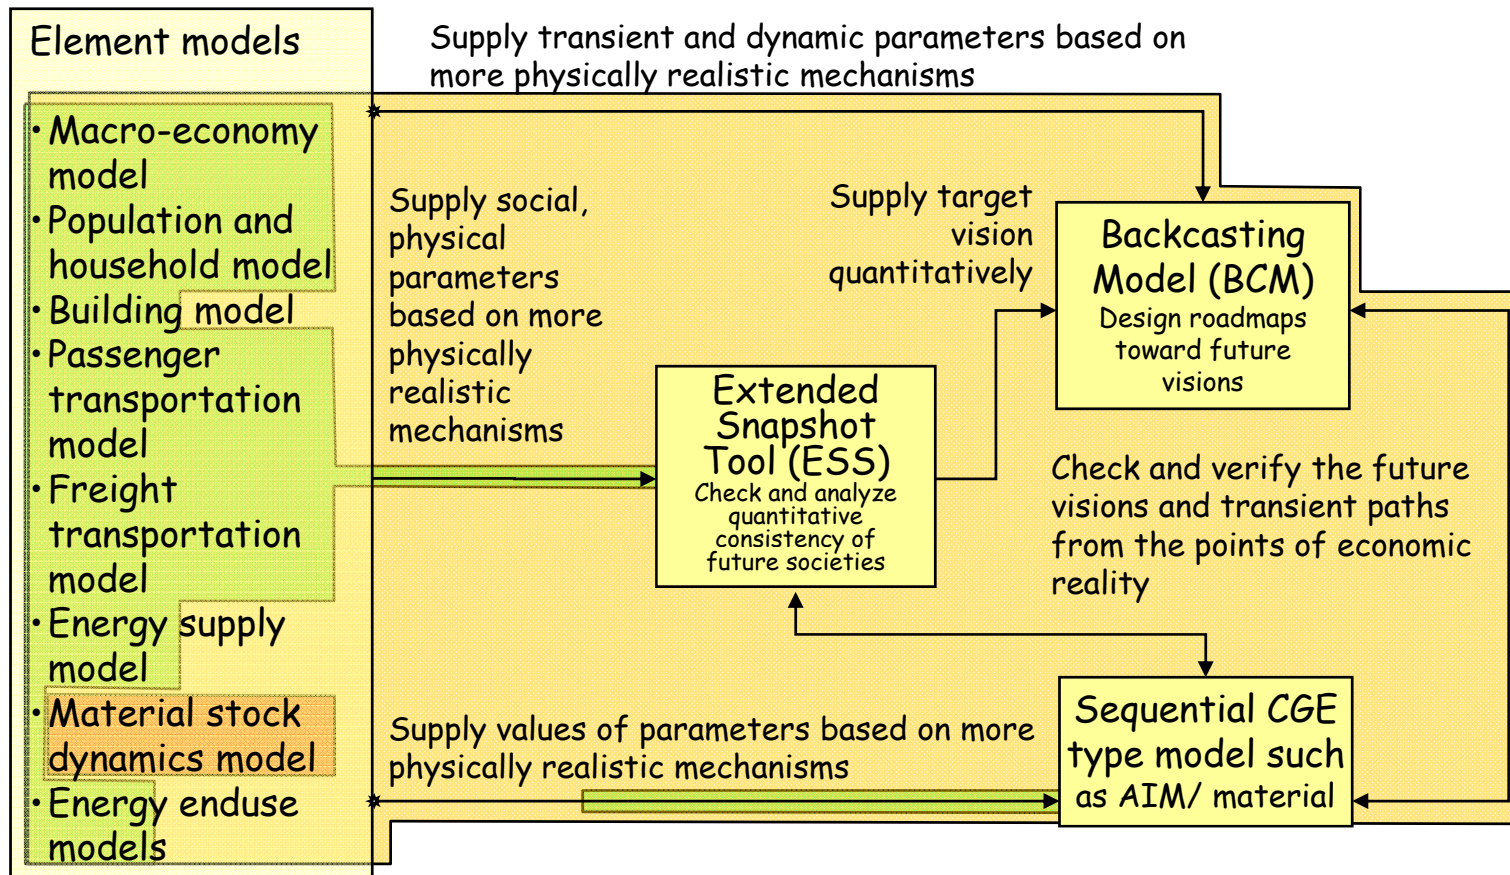 Element models
• Macro-economy
model
• Population and
household model
• Building model
• Passenger
transportation
model
• Freight
transportation
model
• Energy supply
model
• Material stock
dynamics model
• Energy enduse
models
Supply transient and dynamic parameters based on
more physically realistic mechanisms
Supply social,
physical
parameters
based on more
physically
realistic
mechanisms
Supply target
vision
quantitatively
Backcasting
Model (BCM)
Design roadmaps
toward future
visions
Extended
Snapshot
Tool (ESS)
Check and analyze
quantitative
consistency of
future societies
Check and verify the future
visions and transient paths
from the points of economic
reality
Supply values of parameters based on more
physically realistic mechanisms
Sequential CGE
type model such
as AIM/ material